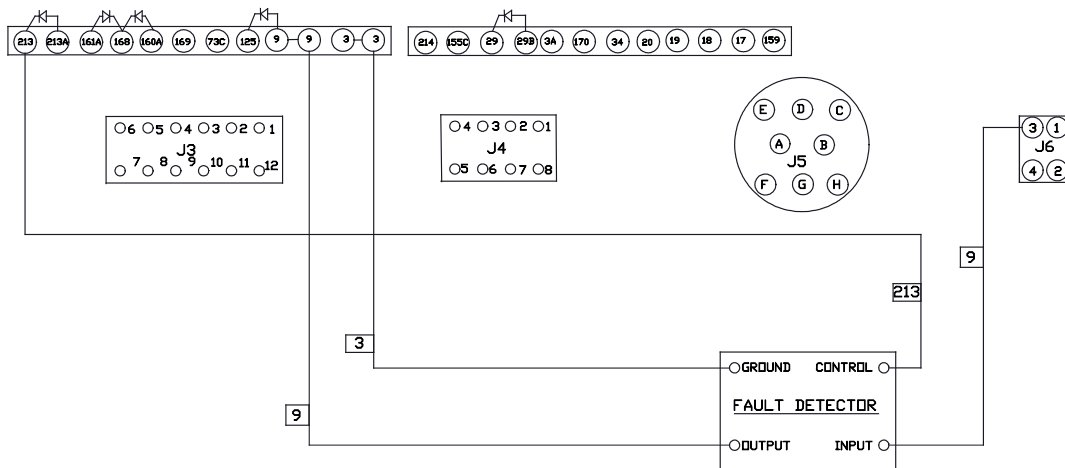 213 213A 161A 168 160A 169 73C 125 9 9 3 3
214 155C 29 29B 3A 170 34 20 19 18 17 159
6 5 4 3 2 1
J3
7 8 9 10 11 12
4 3 2 1
J4
5 6 7 8
E D C
A B
J5
F G H
3 1
J6
4 2
9
213
3
9
GROUND CONTROL
FAULT DETECTOR
OUTPUT INPUT